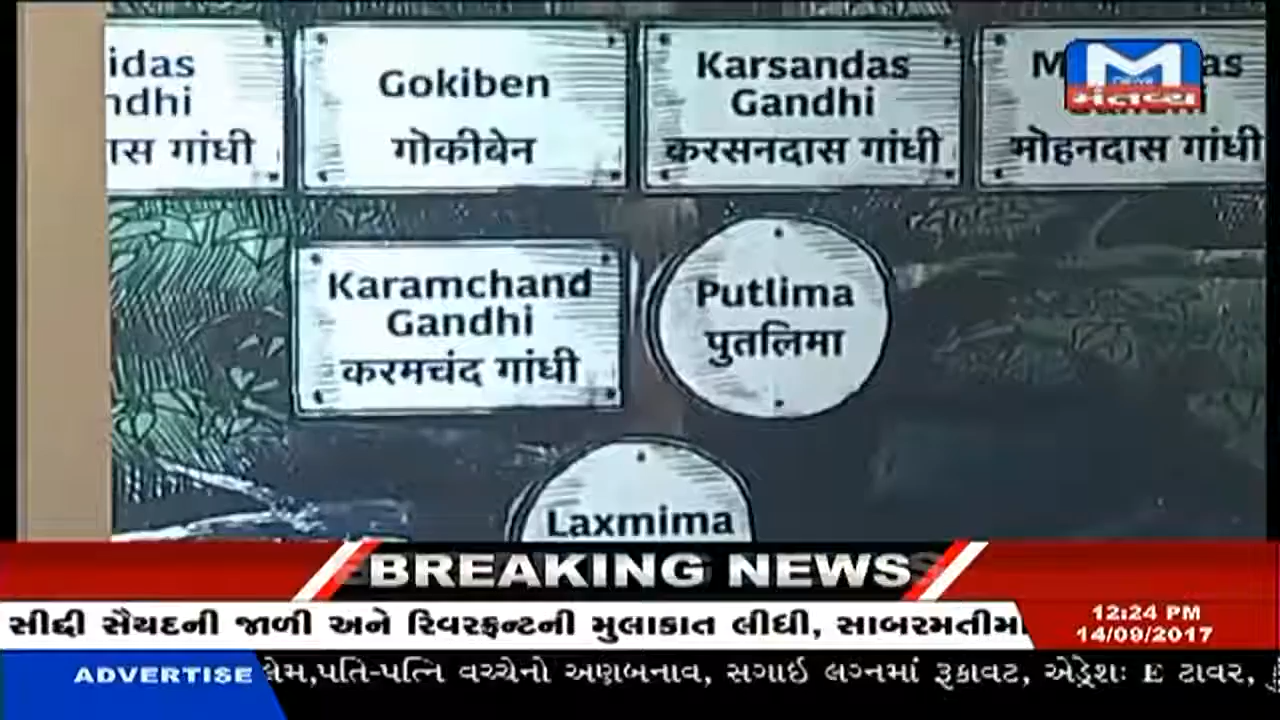 idas
ndhi
ास गांधी
Gokiben
गोकीबेन
Karsandas
Gandhi
करसनदास गांधी
मोहनदास गांधी
મંતવ્ય
Karamchand
Gandhi
करमचंद गांधी
Putlima
पुतलिमा
Laxmima
BREAKING NEWS
સીદ્દી સૈયદની જાળી અને રિવરફ્રન્ટની મુલાકાત લીધી, સાબરમતીમાં
12:24 PM
14/09/2017
ADVERTISE
લેમ,પતિ-પત્નિ વચ્ચેનો અણબનાવ, સગાઈ લગ્નમાં રૂકાવટ, એડ્રેશઃ E ટાવર,